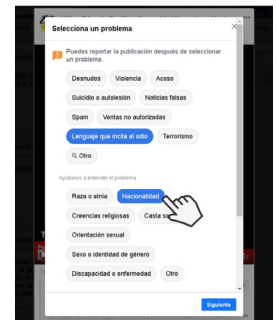 Selecciona un problema
Puedes reportar la publicación después de seleccionar
un problema.
Desnudos Violencia Acoso
Suicidio o autolesión Noticias falsas
Spam Ventas no autorizadas
Lenguaje que incita al odio Terrorismo
Otro
Ayúdanos a entender el problema
Raza o etnia Nacionalidad
Creencias religiosas Casta
Orientación sexual
Sexo o identidad de género
Discapacidad o enfermedad Otro
Siguiente